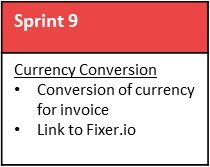 Sprint 9
Currency Conversion
• Conversion of currency
for invoice
• Link to Fixer.io